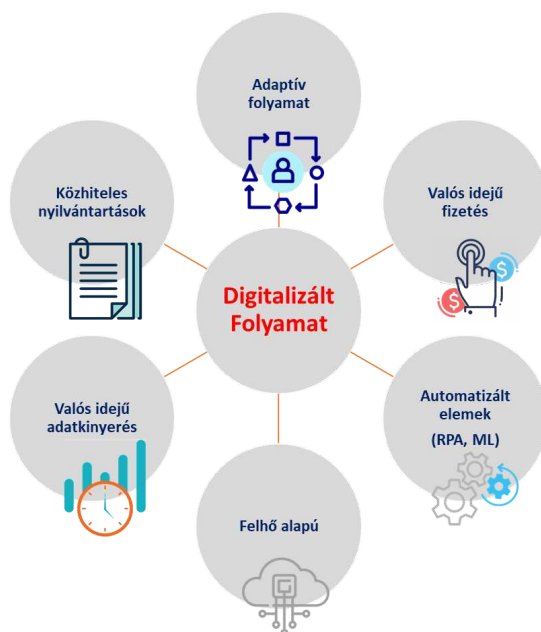 Adaptív
folyamat
Közhiteles
nyilvántartások
Valós idejű
fizetés
$
$
Digitalizált
Folyamat
Valós idejű
adatkinyerés
Automatizált
elemek
(RPA, ML)
Felhő alapú